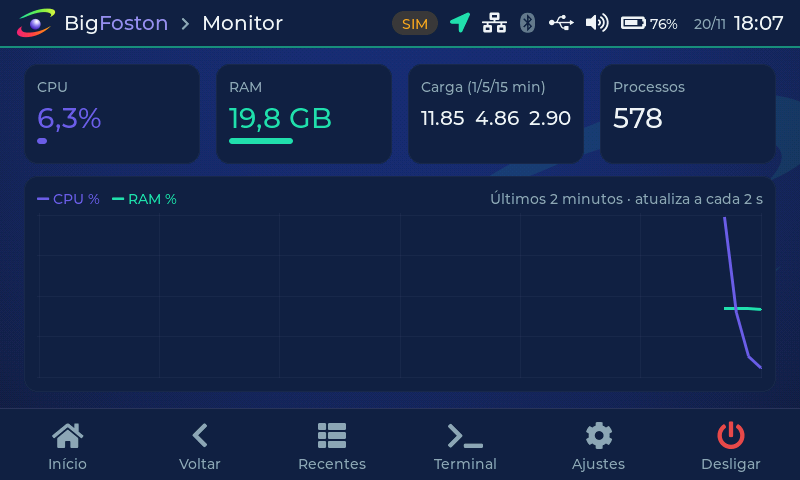 BigFoston > Monitor SIM 76% 20/11 18:07
CPU
6,3%
RAM
19,8 GB
Carga (1/5/15 min)
11.85 4.86 2.90
Processos
578
CPU % RAM % Últimos 2 minutos · atualiza a cada 2 s
Início Voltar Recentes Terminal Ajustes Desligar